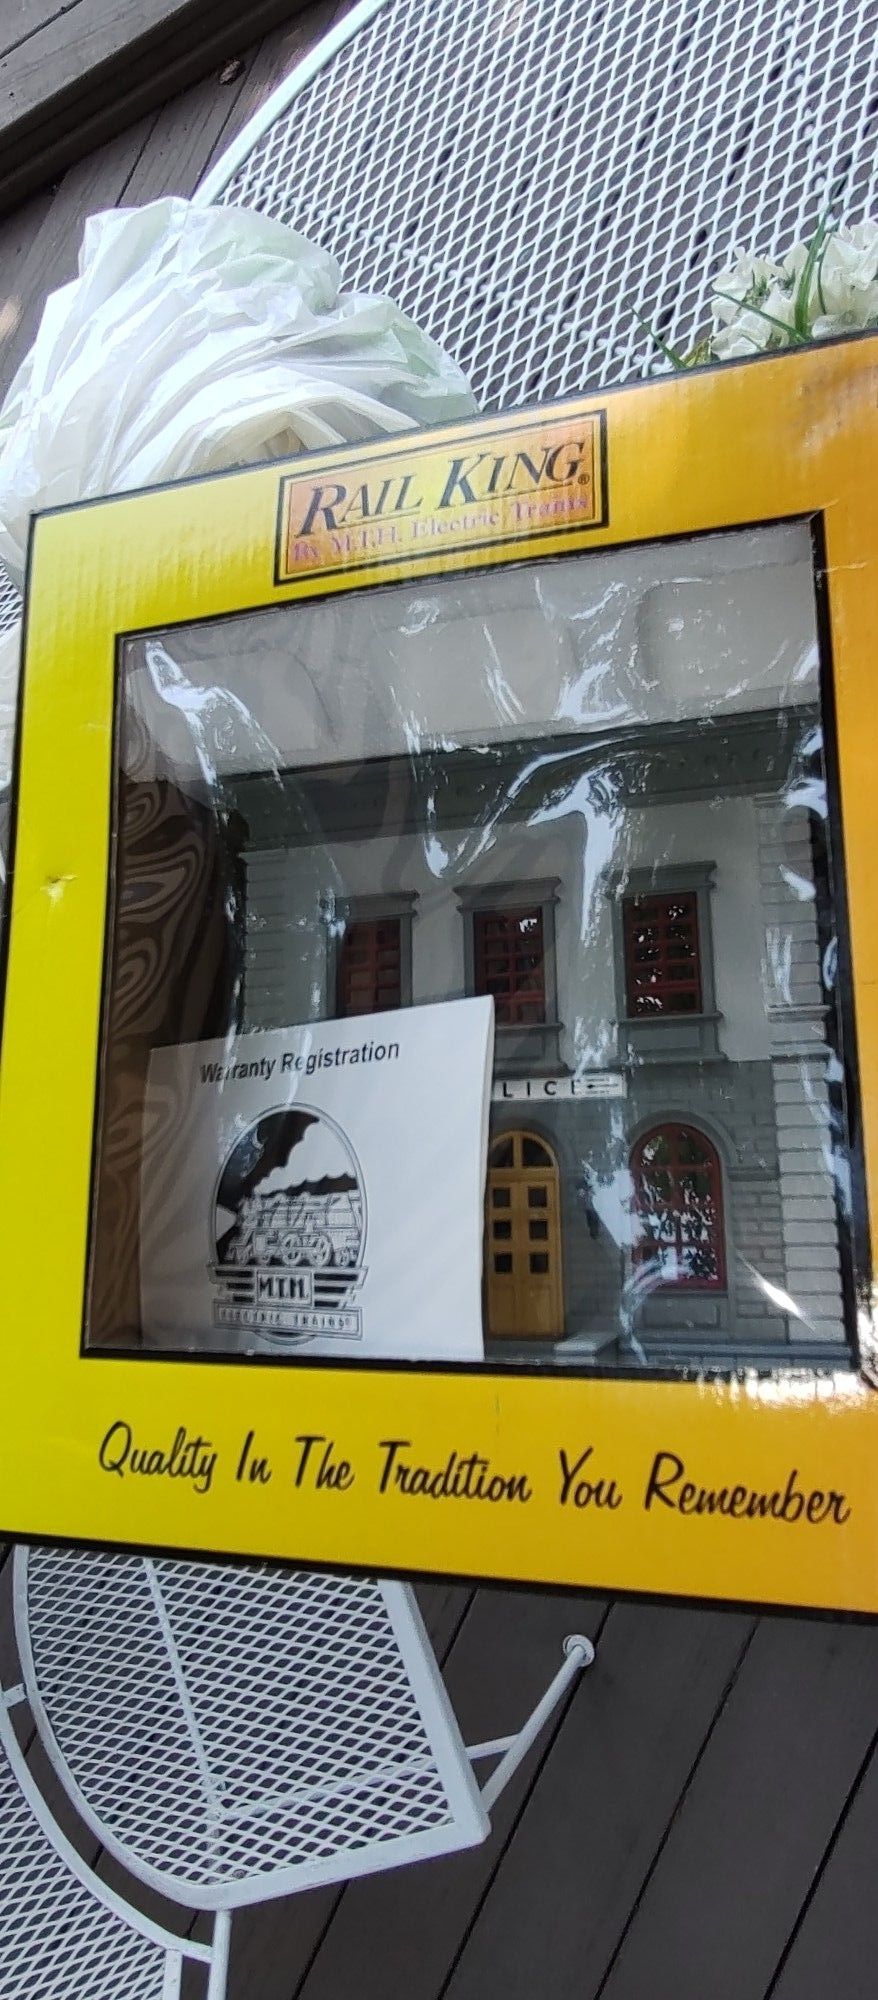 RAIL KING®
By M.T.H. Electric Trains
Warranty Registration
LICE
M.T.H.
ELECTRIC TRAINS
Quality In The Tradition You Remember